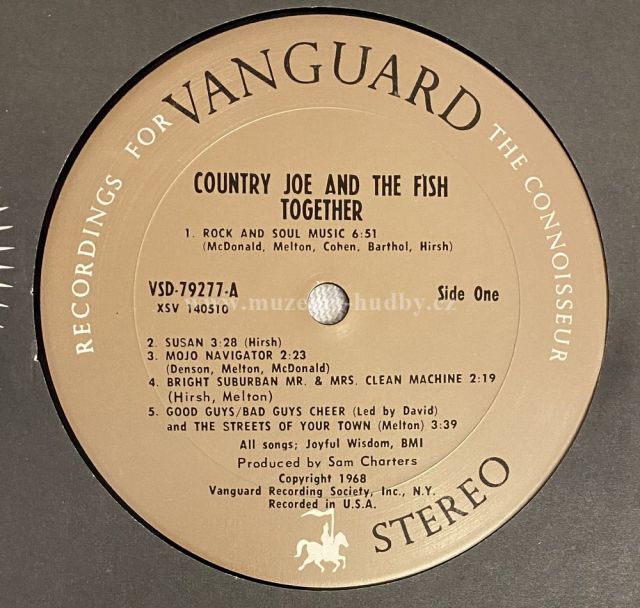 RECORDINGS FOR VANGUARD THE CONNOISSEUR
COUNTRY JOE AND THE FISH
TOGETHER
1. ROCK AND SOUL MUSIC 6:51
(McDonald, Melton, Cohen, Barthol, Hirsh)
VSD-79277-A Side One
XSV 140510
www.muzeum-hudby.cz
2. SUSAN 3:28 (Hirsh)
3. MOJO NAVIGATOR 2:23
(Denson, Melton, McDonald)
4. BRIGHT SUBURBAN MR. & MRS. CLEAN MACHINE 2:19
(Hirsh, Melton)
5. GOOD GUYS/BAD GUYS CHEER (Led by David)
and THE STREETS OF YOUR TOWN (Melton) 3:39
All songs; Joyful Wisdom, BMI
Produced by Sam Charters
Copyright 1968
Vanguard Recording Society, Inc., N.Y.
Recorded in U.S.A.
STEREO